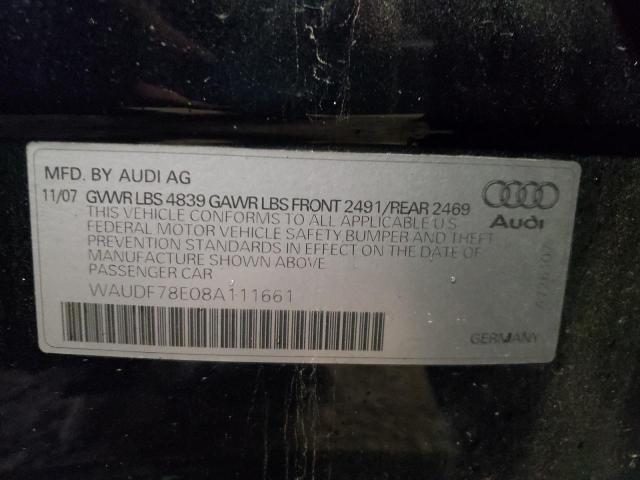 MFD. BY AUDI AG
11/07 GVWR LBS 4839 GAWR LBS FRONT 2491/REAR 2469
THIS VEHICLE CONFORMS TO ALL APPLICABLE U.S
FEDERAL MOTOR VEHICLE SAFETY BUMPER AND THEFT
PREVENTION STANDARDS IN EFFECT ON THE DATE OF
MANUFACTURE SHOWN ABOVE
PASSENGER CAR
WAUDF78E08A111661
Audi
GERMANY